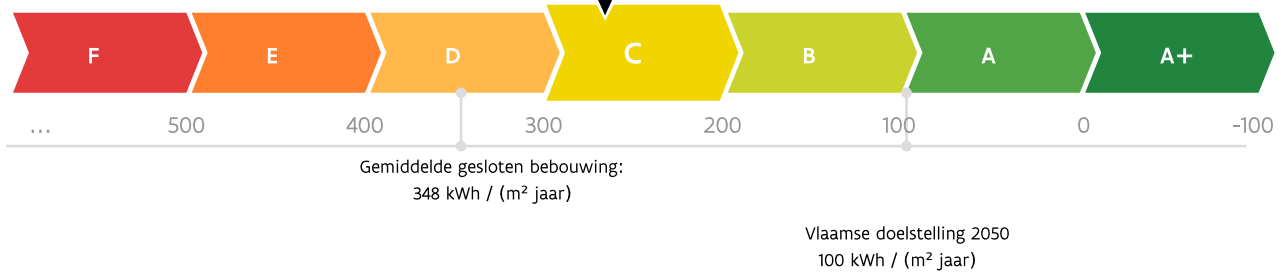 F E D C B A A+
... 500 400 300 200 100 0 -100
Gemiddelde gesloten bebouwing:
348 kWh / (m² jaar)
Vlaamse doelstelling 2050
100 kWh / (m² jaar)